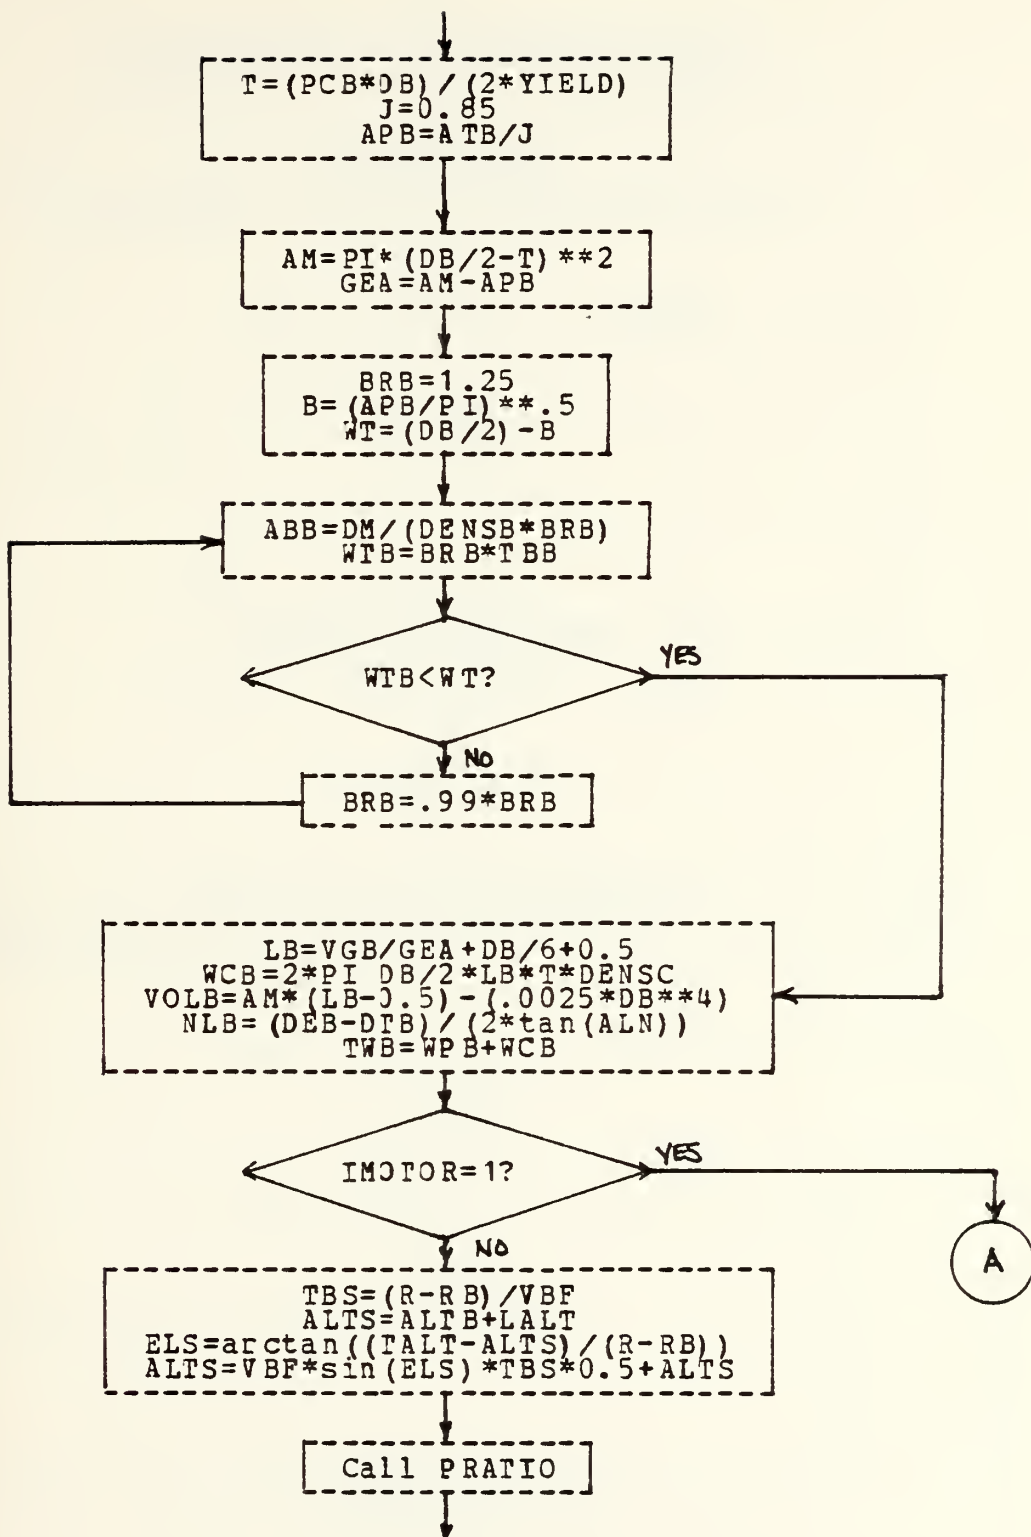 T=(PCB*DB)/(2*YIELD)
J=0.85
APB=ATB/J
AM=PI*(DB/2-T)**2
GEA=AM-APB
BRB=1.25
B=(APB/PI)**.5
WT=(DB/2)-B
ABB=DM/(DENSB*BRB)
WTB=BRB*TBB
WTB<WT?
YES
NO
BRB=.99*BRB
LB=VGB/GEA+DB/6+0.5
WCB=2*PI DB/2*LB*T*DENSC
VOLB=AM*(LB-0.5)-(.0025*DB**4)
NLB=(DEB-DTB)/(2*tan(ALN))
TWB=WPB+WCB
IMOTOR=1?
YES
A
NO
TBS=(R-RB)/VBF
ALTS=ALTB+LALT
ELS=arctan((TALT-ALTS)/(R-RB))
ALTS=VBF*sin(ELS)*TBS*0.5+ALTS
Call PRATIO